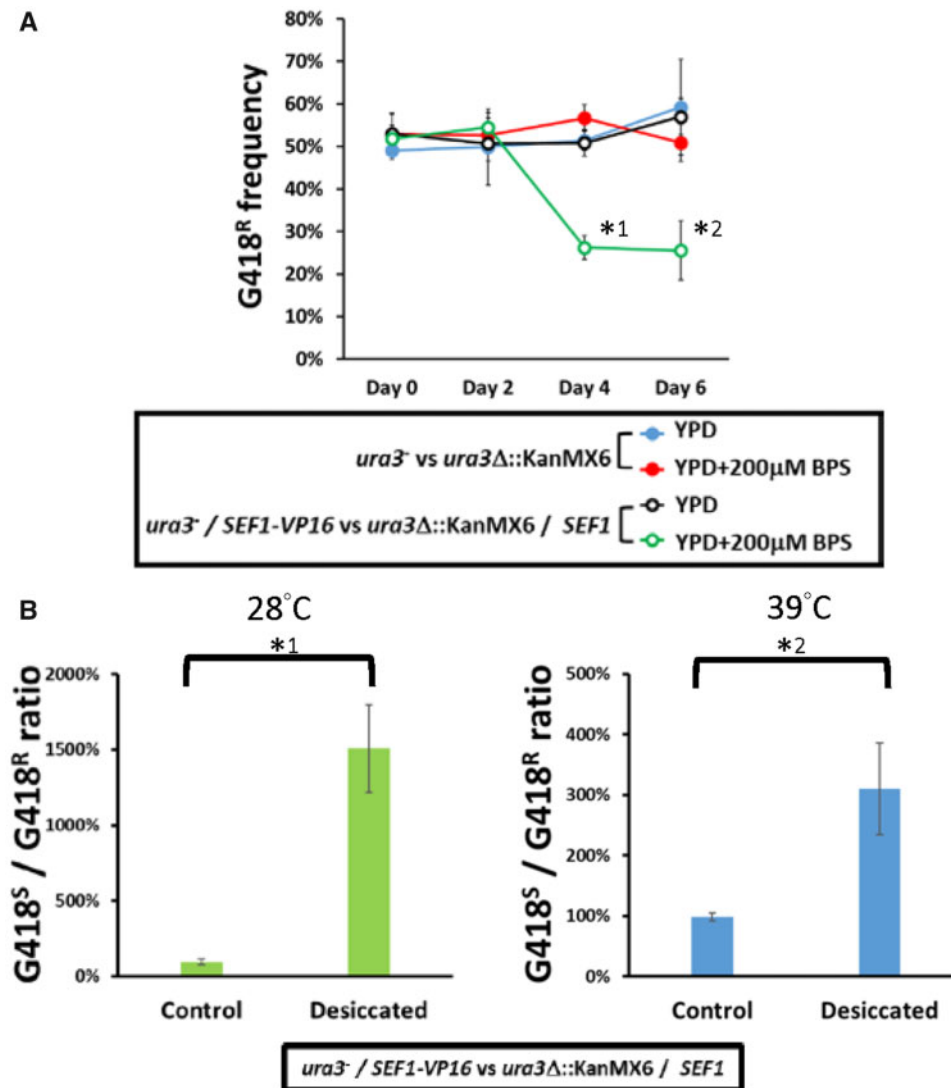 A
G418ᴿ frequency
80%
70%
60%
50%
40%
30%
20%
10%
0%
*1
*2
Day 0 Day 2 Day 4 Day 6
ura3⁻ vs ura3Δ::KanMX6
YPD
YPD+200μM BPS
ura3⁻ / SEF1-VP16 vs ura3Δ::KanMX6 / SEF1
YPD
YPD+200μM BPS
B
28°C
*1
G418ˢ / G418ᴿ ratio
2000%
1500%
1000%
500%
0%
Control Desiccated
39°C
*2
G418ˢ / G418ᴿ ratio
500%
400%
300%
200%
100%
0%
Control Desiccated
ura3⁻ / SEF1-VP16 vs ura3Δ::KanMX6 / SEF1